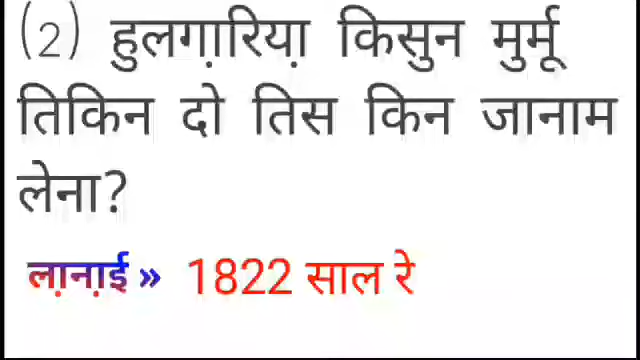 (2) हुलगा़रिया़ किसुन मुर्मू
तिकिन दो तिस किन जानाम
लेना?
ला़ना़ई » 1822 साल रे